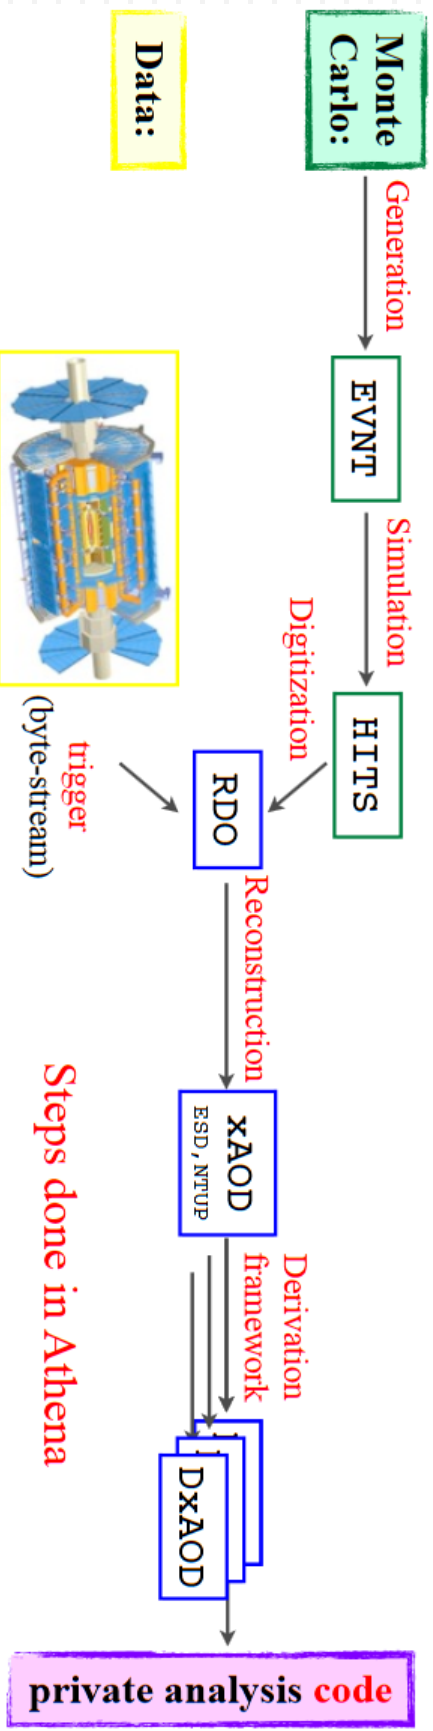 Monte
Carlo:
Generation
EVNT
Simulation
HITS
Digitization
Data:
trigger
(byte-stream)
RDO
Reconstruction
xAOD
ESD,NTUP
Derivation
framework
DxAOD
Steps done in Athena
private analysis code